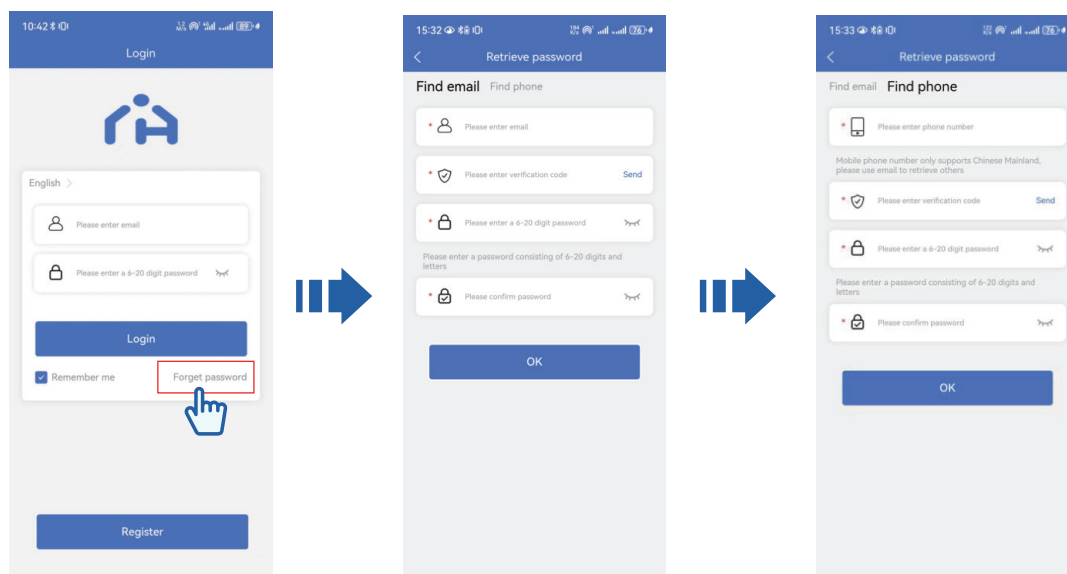 10:42
89
Login
English >
Please enter email
Please enter a 6-20 digit password
Login
Remember me
Forget password
Register
15:32
76
Retrieve password
Find email Find phone
* Please enter email
* Please enter verification code Send
* Please enter a 6-20 digit password
Please enter a password consisting of 6-20 digits and
letters
* Please confirm password
OK
15:33
76
Retrieve password
Find email Find phone
* Please enter phone number
Mobile phone number only supports Chinese Mainland,
please use email to retrieve others
* Please enter verification code Send
* Please enter a 6-20 digit password
Please enter a password consisting of 6-20 digits and
letters
* Please confirm password
OK